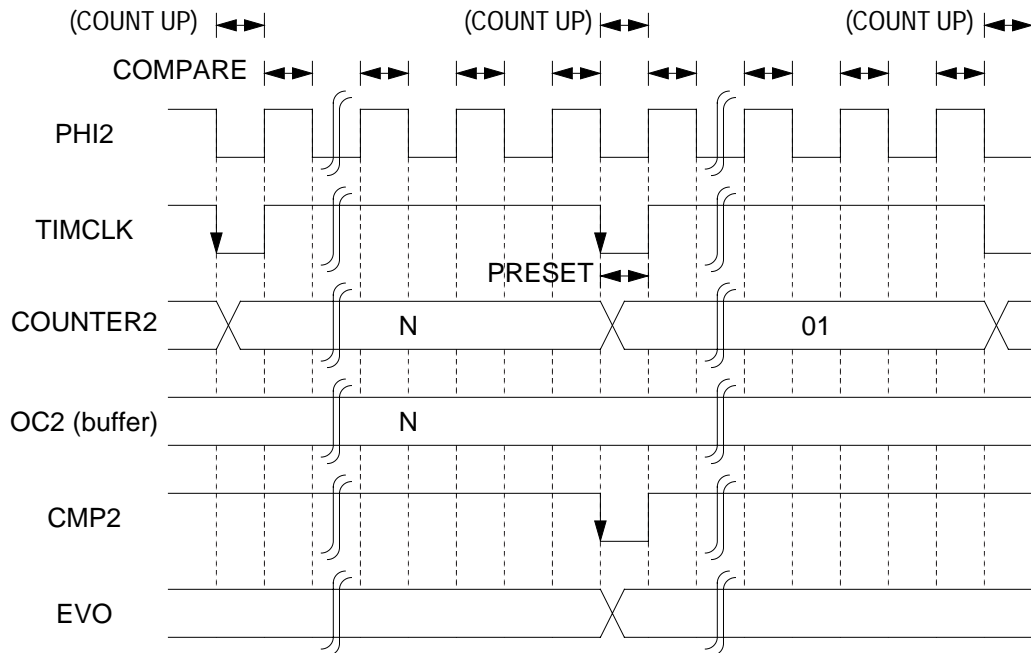 (COUNT UP) (COUNT UP) (COUNT UP)
COMPARE
PHI2
TIMCLK
PRESET
COUNTER2 N 01
OC2 (buffer) N
CMP2
EVO